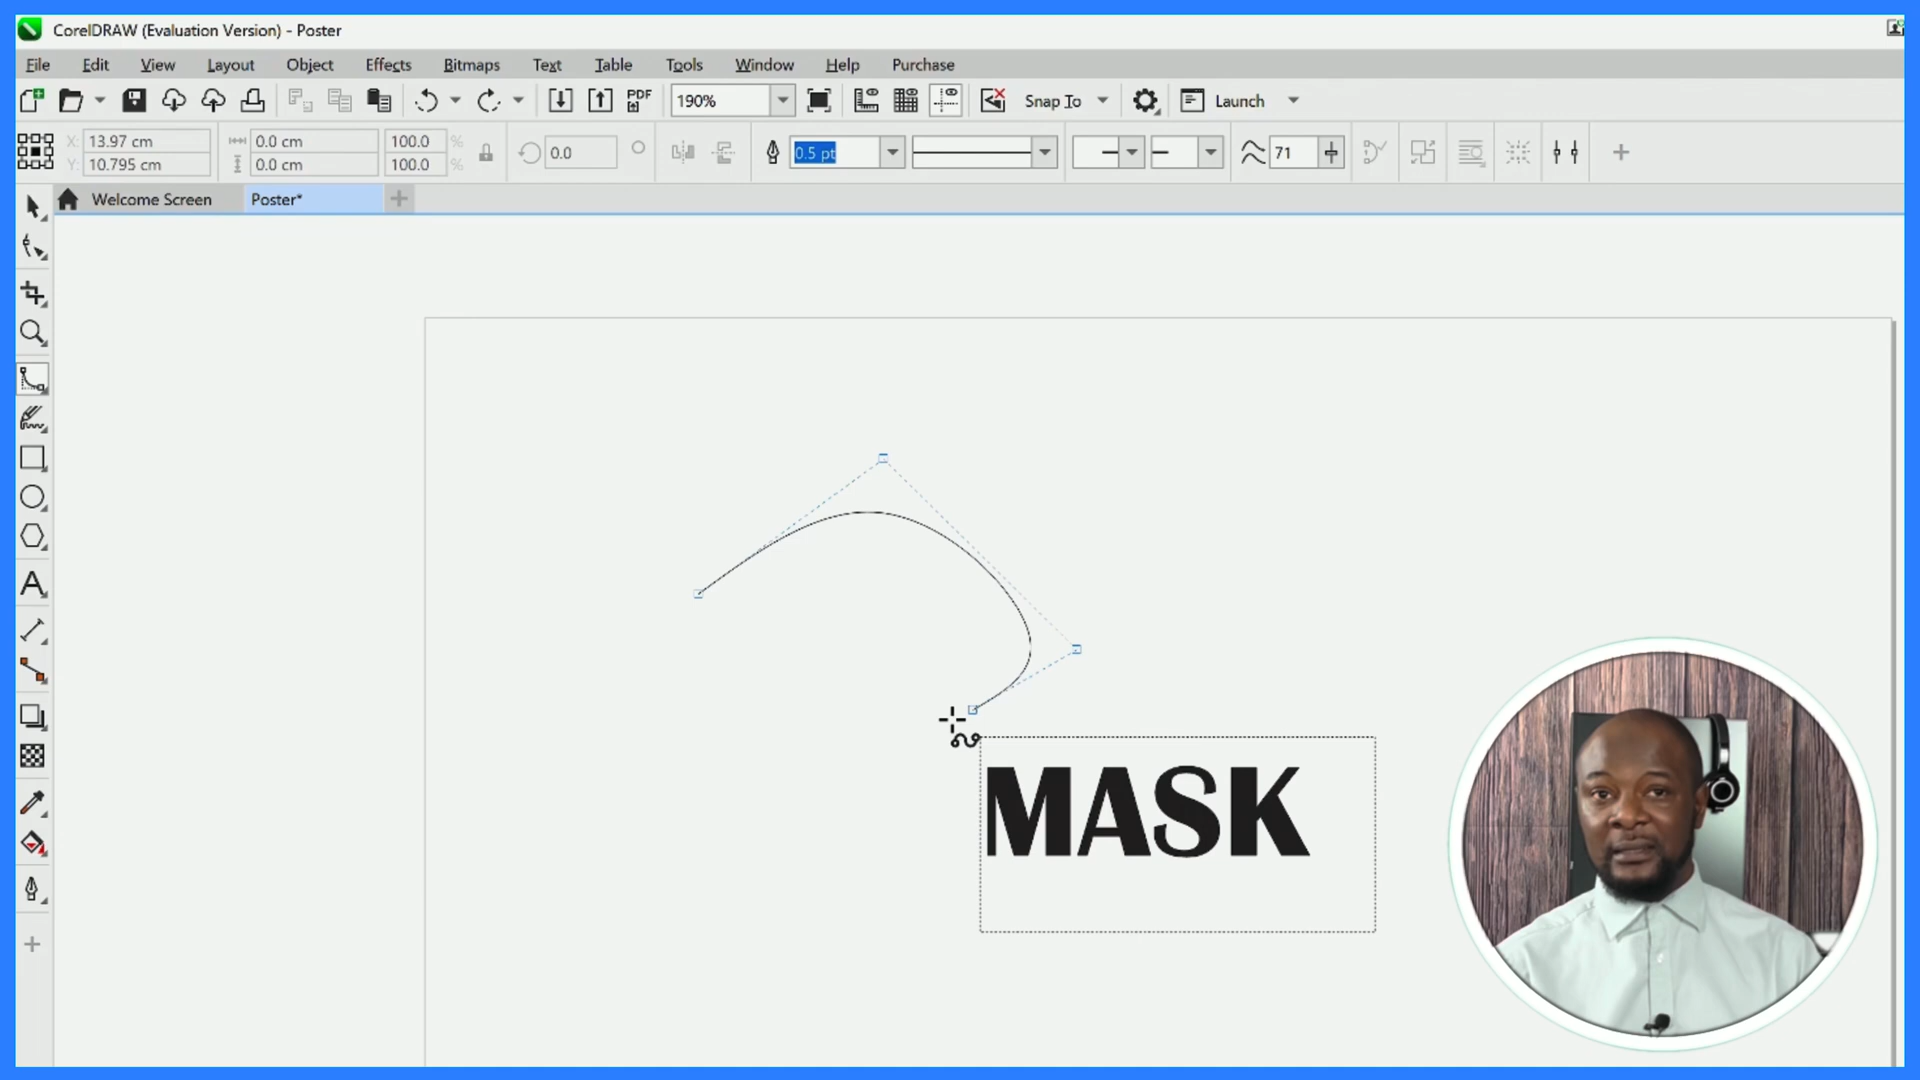 CorelDRAW (Evaluation Version) - Poster
File Edit View Layout Object Effects Bitmaps Text Table Tools Window Help Purchase
PDF 190% Snap To Launch
X: 13.97 cm 0.0 cm 100.0 %
Y: 10.795 cm 0.0 cm 100.0 %
0.0 0.5 pt 71
Welcome Screen Poster*
MASK